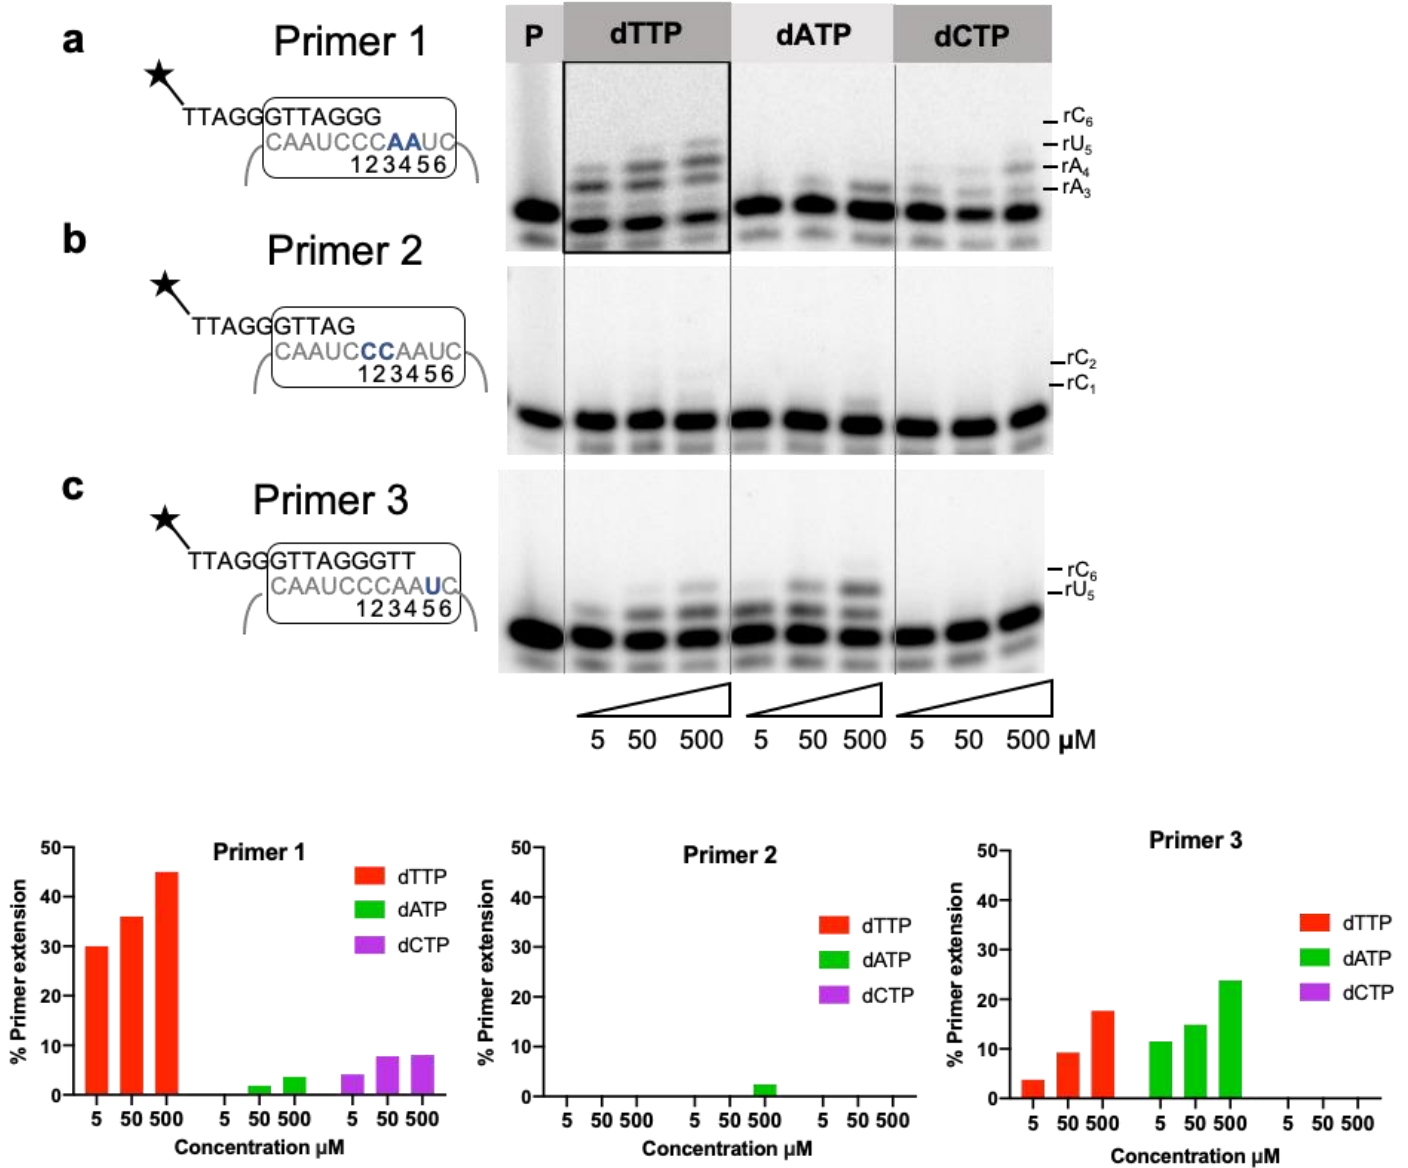 a Primer 1
TTAGGGTTAGGG
CAAUCCCAAUC
123456
P dTTP dATP dCTP
rC6
rU5
rA4
rA3
b Primer 2
TTAGGGTTAG
CAAUCCCAAUC
123456
rC2
rC1
c Primer 3
TTAGGGTTAGGGTT
CAAUCCCAAUC
123456
rC6
rU5
5 50 500 5 50 500 5 50 500 µM
Primer 1
% Primer extension
50
40
30
20
10
0
dTTP
dATP
dCTP
5 50 500 5 50 500 5 50 500
Concentration µM
Primer 2
% Primer extension
50
40
30
20
10
0
dTTP
dATP
dCTP
5 50 500 5 50 500 5 50 500
Concentration µM
Primer 3
% Primer extension
50
40
30
20
10
0
dTTP
dATP
dCTP
5 50 500 5 50 500 5 50 500
Concentration µM